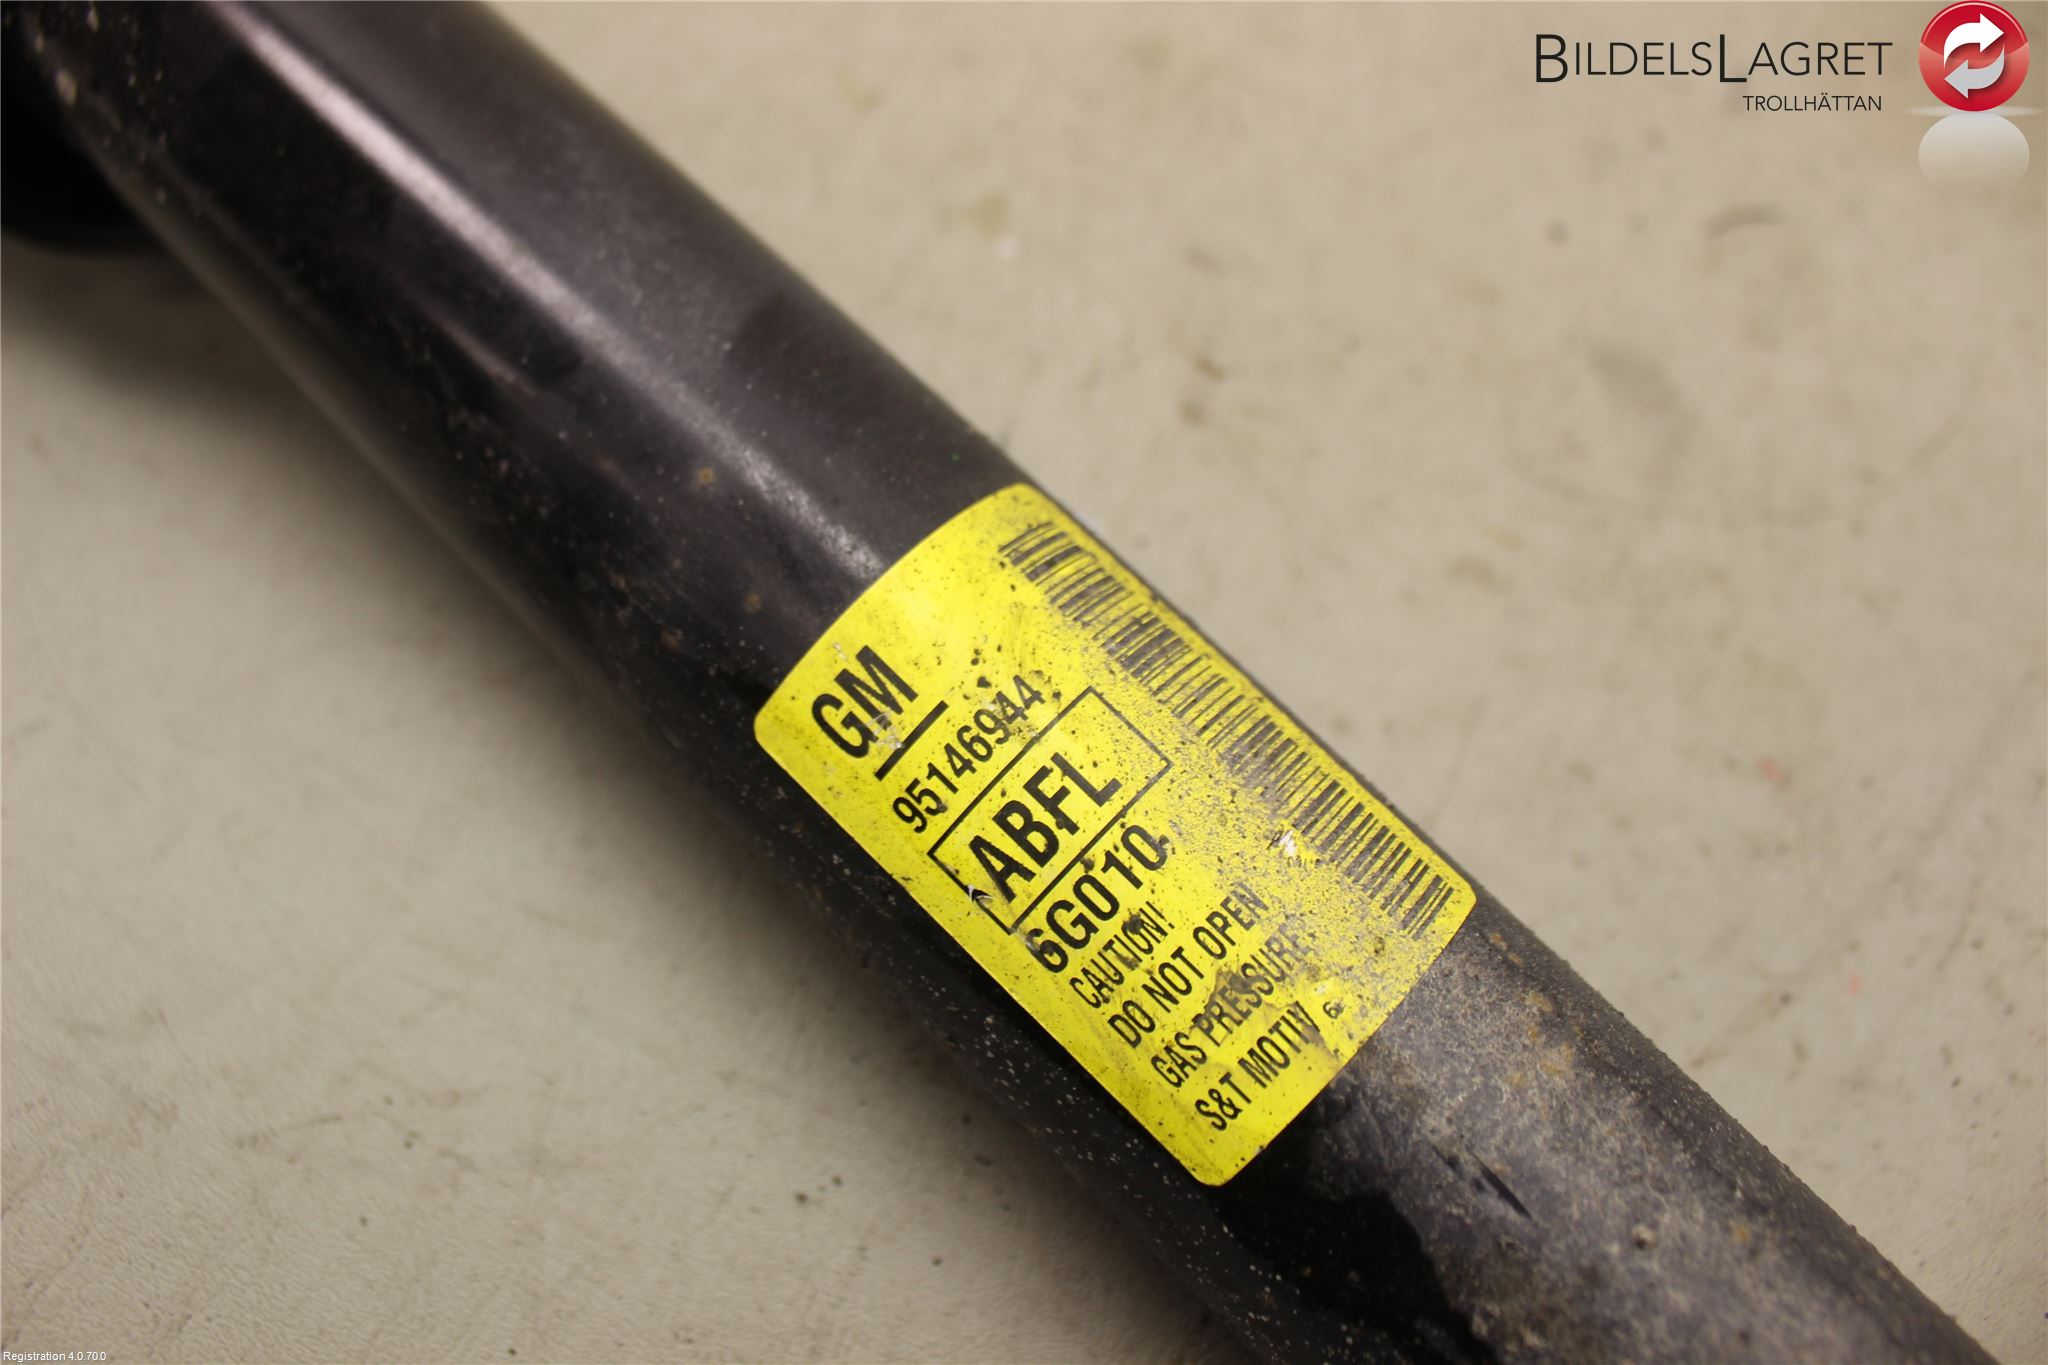 BILDELSLAGRET
TROLLHÄTTAN
GM
95146944
ABFL
6G010
CAUTION!
DO NOT OPEN
GAS PRESSURE
S&T MOTIV
Registration 4.0.70.0